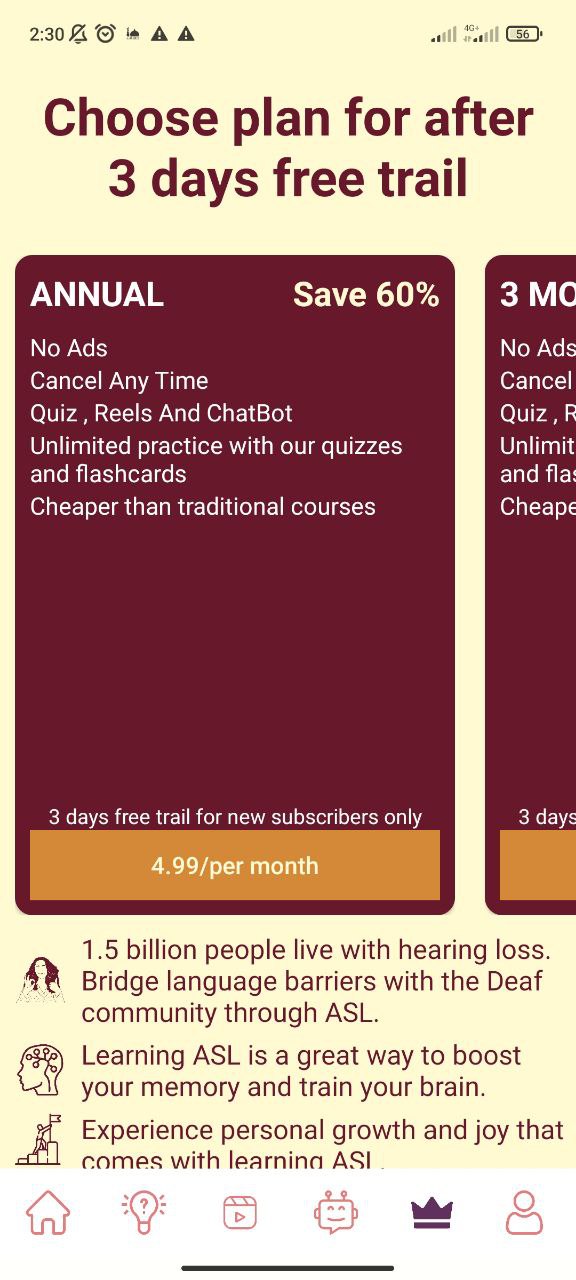 2:30
4G+
56
Choose plan for after
3 days free trail
ANNUAL
Save 60%
No Ads
Cancel Any Time
Quiz , Reels And ChatBot
Unlimited practice with our quizzes
and flashcards
Cheaper than traditional courses
3 days free trail for new subscribers only
4.99/per month
3 MO
No Ads
Cancel
Quiz , R
Unlimit
and flas
Cheape
3 days
1.5 billion people live with hearing loss.
Bridge language barriers with the Deaf
community through ASL.
Learning ASL is a great way to boost
your memory and train your brain.
Experience personal growth and joy that
comes with learning ASL.